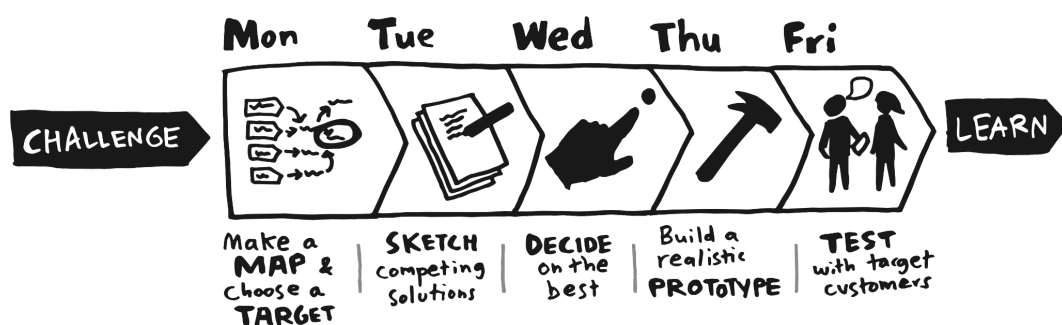 Mon Tue Wed Thu Fri
CHALLENGE
LEARN
Make a
MAP &
choose a
TARGET
SKETCH
competing
solutions
DECIDE
on the
best
Build a
realistic
PROTOTYPE
TEST
with target
customers